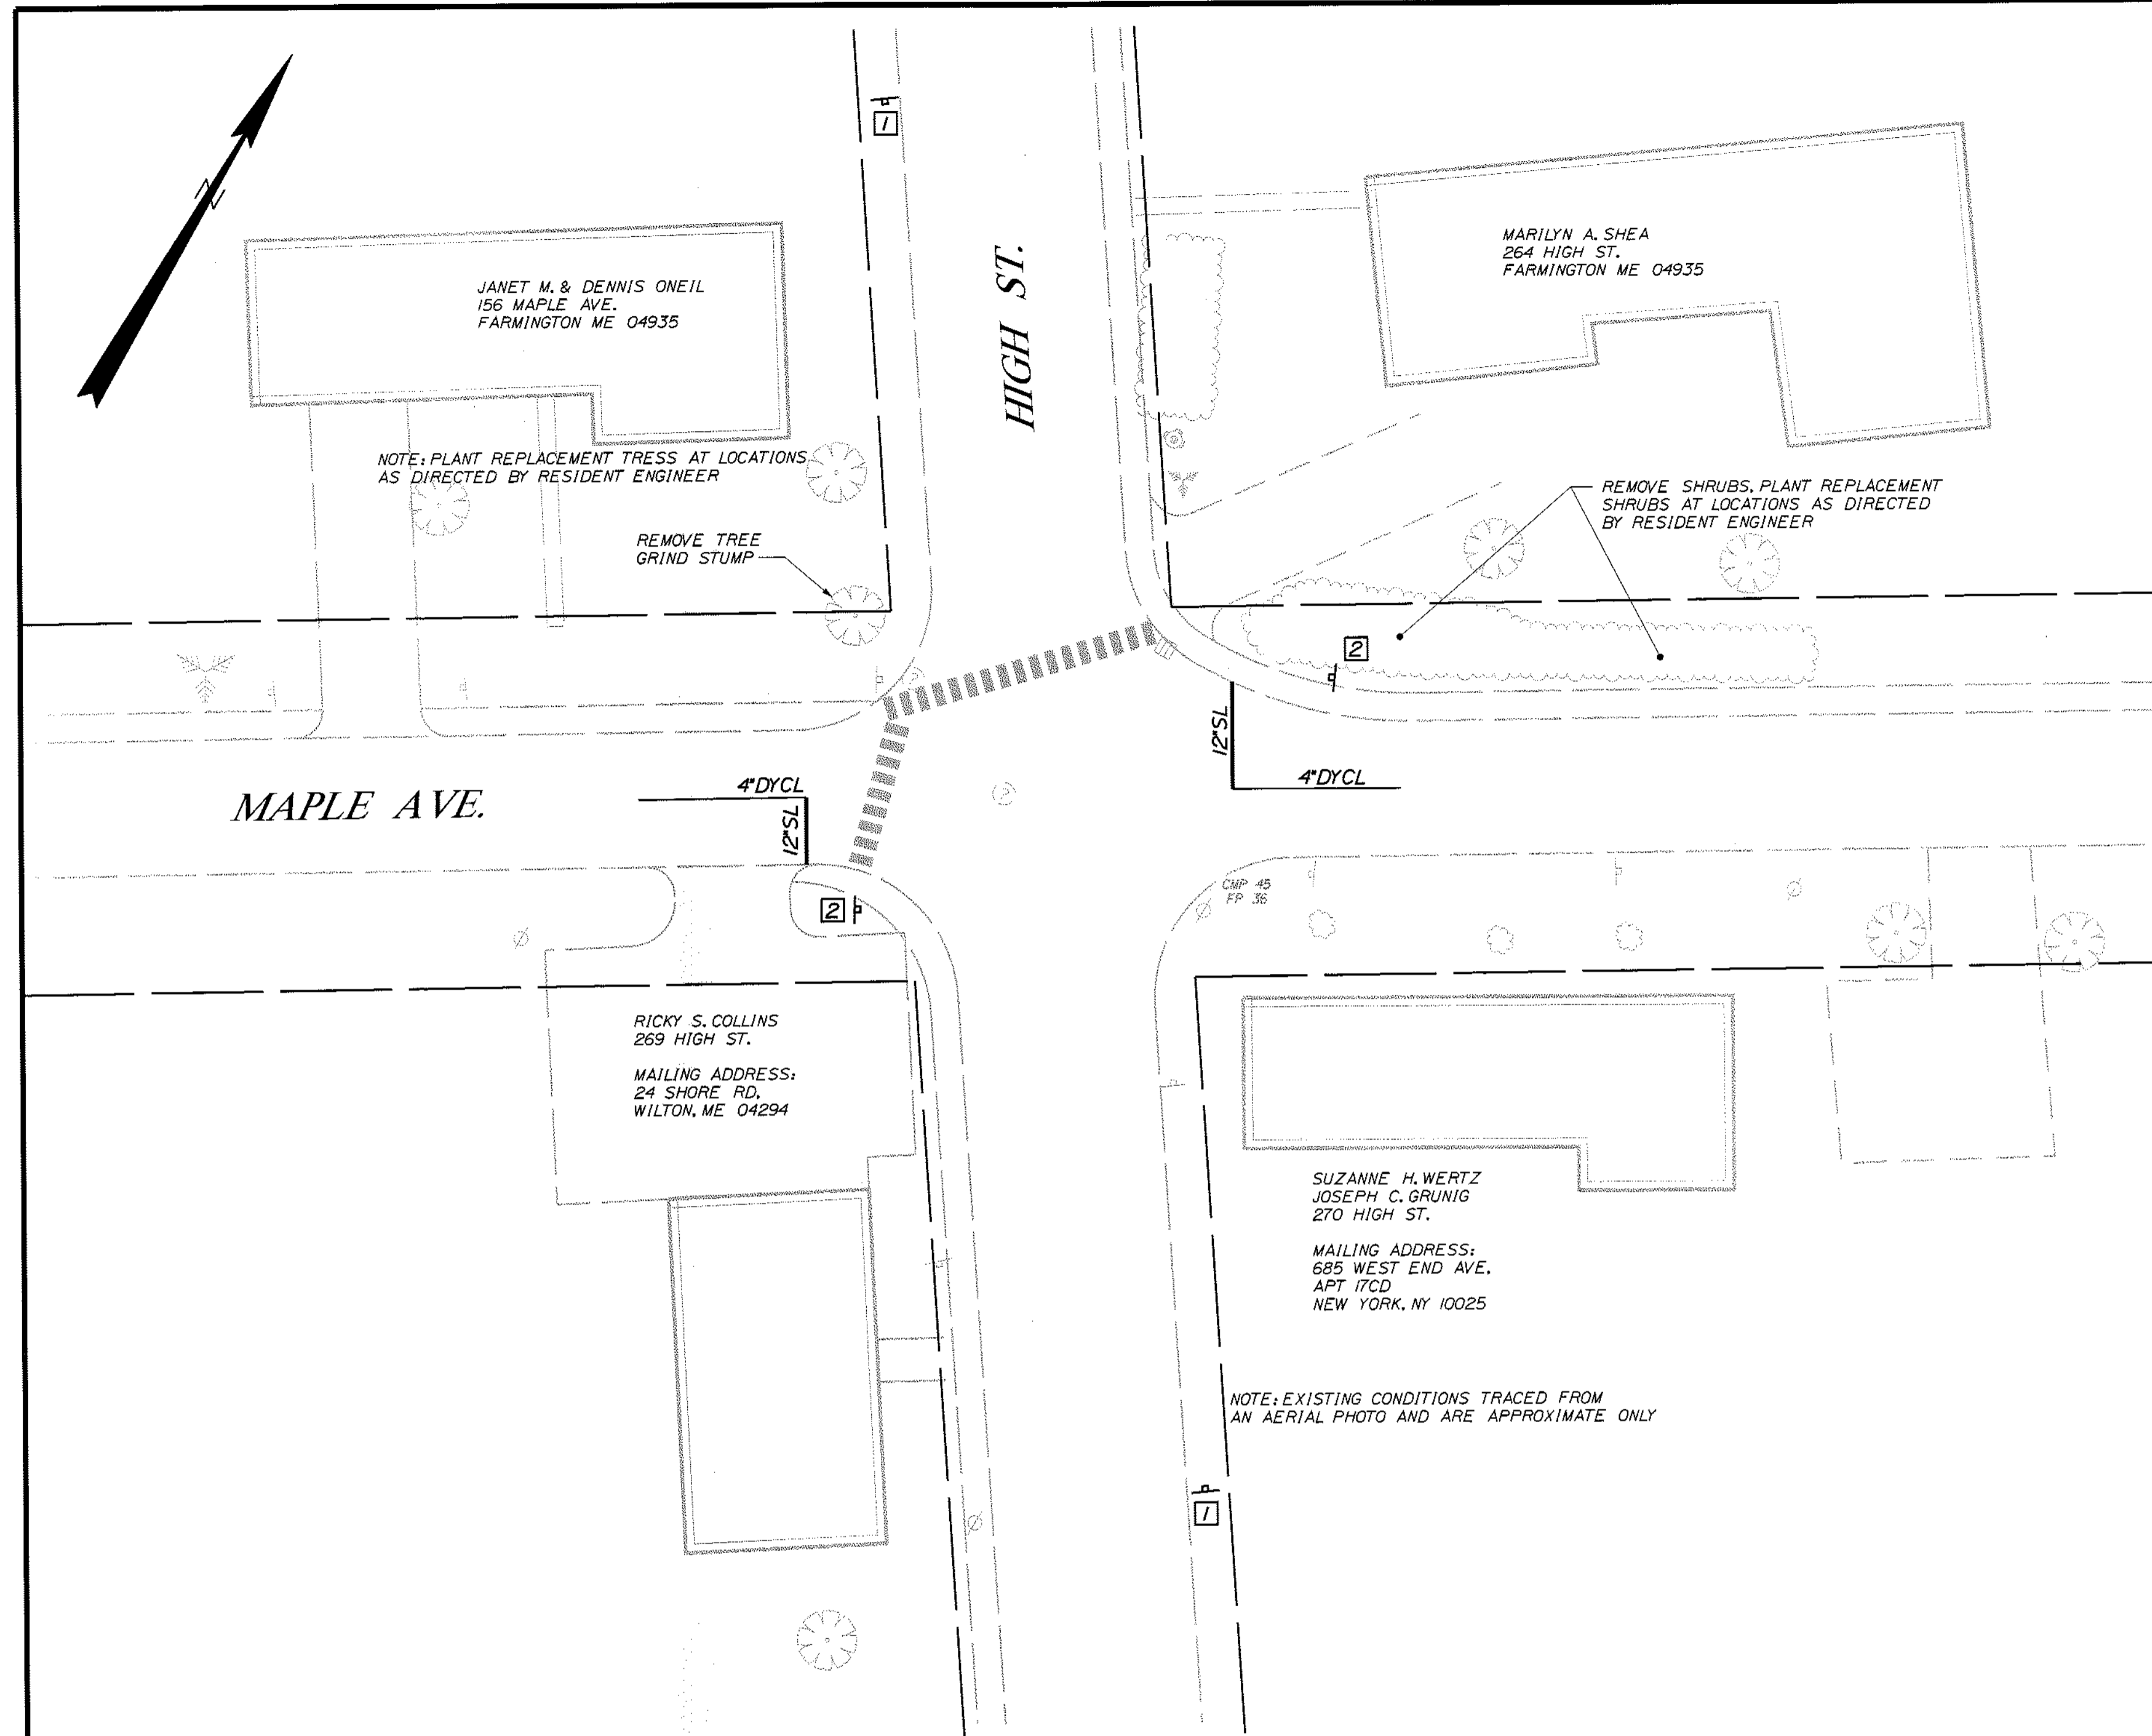 N
1
HIGH ST.
JANET M. & DENNIS ONEIL
156 MAPLE AVE.
FARMINGTON ME 04935
MARILYN A. SHEA
264 HIGH ST.
FARMINGTON ME 04935
NOTE: PLANT REPLACEMENT TRESS AT LOCATIONS
AS DIRECTED BY RESIDENT ENGINEER
REMOVE TREE
GRIND STUMP
REMOVE SHRUBS, PLANT REPLACEMENT
SHRUBS AT LOCATIONS AS DIRECTED
BY RESIDENT ENGINEER
2
12"SL
4"DYCL
MAPLE AVE.
4"DYCL
12"SL
P
2
CMP 45
FP 36
RICKY S. COLLINS
269 HIGH ST.
MAILING ADDRESS:
24 SHORE RD.
WILTON, ME 04294
SUZANNE H. WERTZ
JOSEPH C. GRUNIG
270 HIGH ST.
MAILING ADDRESS:
685 WEST END AVE.
APT 17CD
NEW YORK, NY 10025
NOTE: EXISTING CONDITIONS TRACED FROM
AN AERIAL PHOTO AND ARE APPROXIMATE ONLY
1